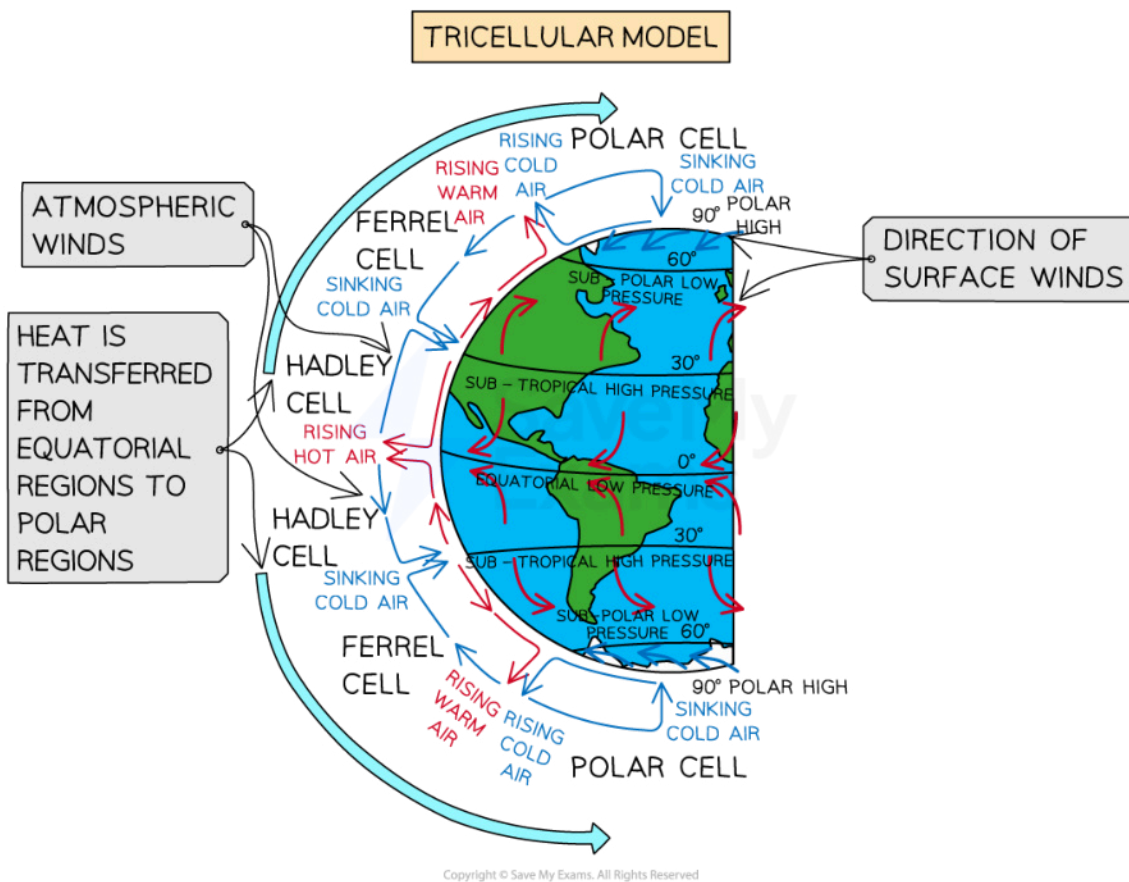 TRICELLULAR MODEL
POLAR CELL
RISING
COLD
AIR
SINKING
COLD AIR
RISING
WARM
AIR
90° POLAR
HIGH
ATMOSPHERIC
WINDS
FERREL
CELL
DIRECTION OF
SURFACE WINDS
60°
SUB - POLAR LOW
PRESSURE
SINKING
COLD AIR
HEAT IS
TRANSFERRED
FROM
EQUATORIAL
REGIONS TO
POLAR
REGIONS
HADLEY
CELL
30°
SUB - TROPICAL HIGH PRESSURE
RISING
HOT AIR
0°
EQUATORIAL LOW PRESSURE
HADLEY
CELL
30°
SUB - TROPICAL HIGH PRESSURE
SINKING
COLD AIR
SUB-POLAR LOW
PRESSURE 60°
FERREL
CELL
90° POLAR HIGH
RISING
WARM
AIR
RISING
COLD
AIR
SINKING
COLD AIR
POLAR CELL
Copyright © Save My Exams. All Rights Reserved